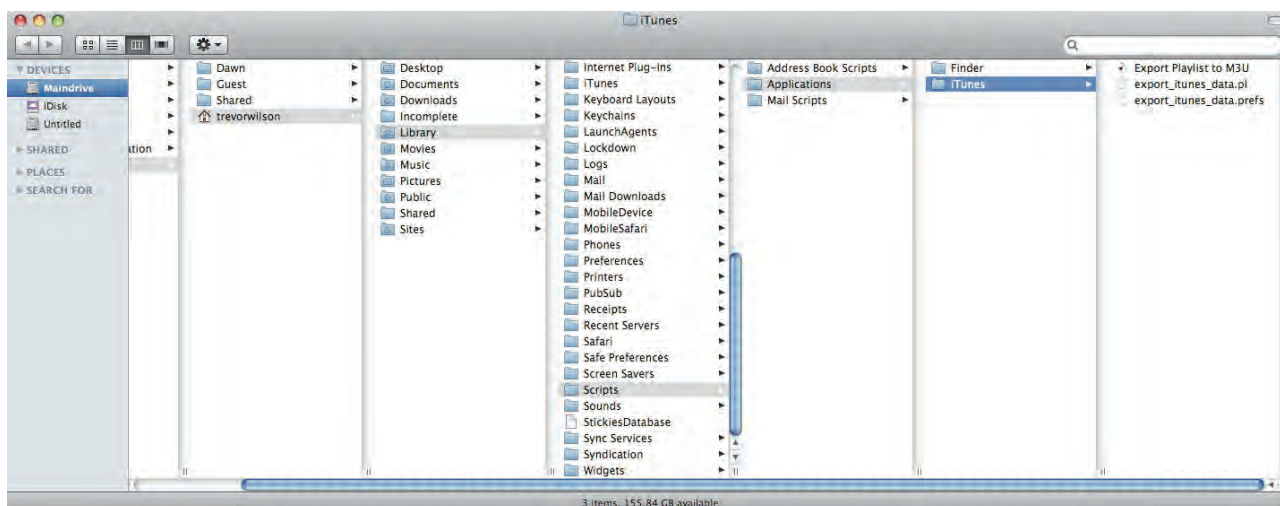 iTunes
DEVICES
Maindrive
iDisk
Untitled
SHARED
PLACES
SEARCH FOR
ation
Dawn
Guest
Shared
trevorwilson
Desktop
Documents
Downloads
Incomplete
Library
Movies
Music
Pictures
Public
Shared
Sites
Internet Plug-Ins
iTunes
Keyboard Layouts
Keychains
LaunchAgents
Lockdown
Logs
Mail
Mail Downloads
MobileDevice
MobileSafari
Phones
Preferences
Printers
PubSub
Receipts
Recent Servers
Safari
Safe Preferences
Screen Savers
Scripts
Sounds
StickiesDatabase
Sync Services
Syndication
Widgets
Address Book Scripts
Applications
Mail Scripts
Finder
iTunes
Export Playlist to M3U
export_itunes_data.pl
export_itunes_data.prefs
3 items, 155.84 GB available